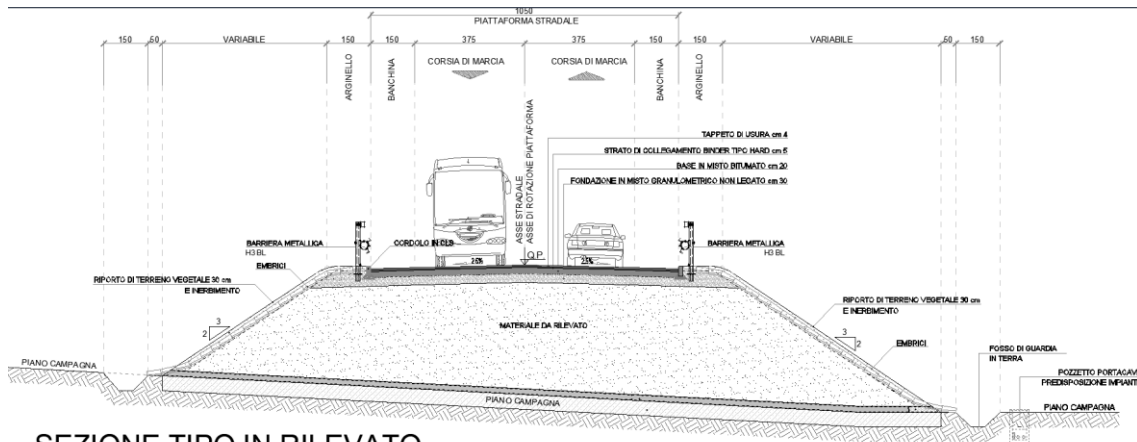 1050
PIATTAFORMA STRADALE
150 50 VARIABILE 150 150 375 375 150 150 VARIABILE 50 150
CORSIA DI MARCIA CORSIA DI MARCIA
ARGINELLO
BANCHINA
BANCHINA
ARGINELLO
ASSE STRADALE
ASSE DI ROTAZIONE PIATTAFORMA
TAPPETO DI USURA cm 4
STRATO DI COLLEGAMENTO BINDER TIPO HARD cm 5
BASE IN MISTO BITUMATO cm 20
FONDAZIONE IN MISTO GRANULOMETRICO NON LEGATO cm 30
BARRIERA METALLICA
H3 BL
CORDOLO IN CLS
Q.P.
2.5% 2.5%
BARRIERA METALLICA
H3 BL
EMBRICI
RIPORTO DI TERRENO VEGETALE 30 cm
E INERBIMENTO
3
2
MATERIALE DA RILEVATO
RIPORTO DI TERRENO VEGETALE 30 cm
E INERBIMENTO
3
2
EMBRICI
FOSSO DI GUARDIA
IN TERRA
POZZETTO PORTACAVI
PREDISPOSIZIONE IMPIANTI
PIANO CAMPAGNA
PIANO CAMPAGNA
PIANO CAMPAGNA
SEZIONE TIPO IN RILEVATO